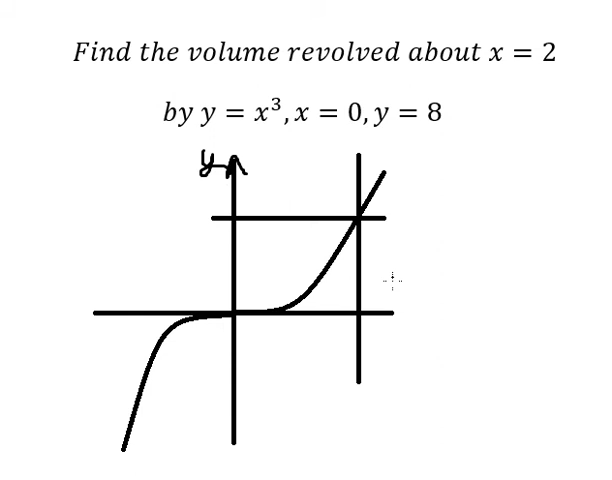 Find the volume revolved about x = 2
by y = x³, x = 0, y = 8
y